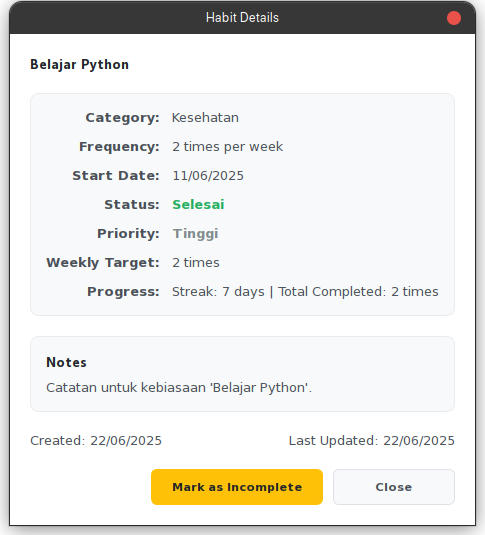 Habit Details
Belajar Python
Category: Kesehatan
Frequency: 2 times per week
Start Date: 11/06/2025
Status: Selesai
Priority: Tinggi
Weekly Target: 2 times
Progress: Streak: 7 days | Total Completed: 2 times
Notes
Catatan untuk kebiasaan 'Belajar Python'.
Created: 22/06/2025 Last Updated: 22/06/2025
Mark as Incomplete Close